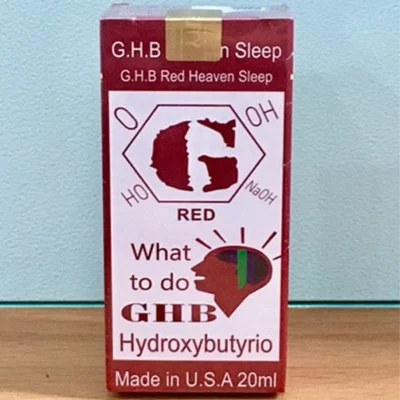 G.H.B n Sleep
G.H.B Red Heaven Sleep
O OH
G
HO NaOH
RED
What
to do
GHB
Hydroxybutyrio
Made in U.S.A 20ml